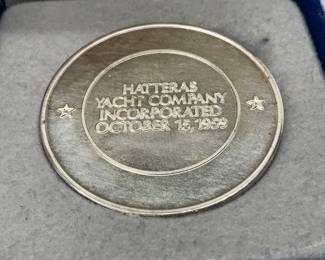 HATTERAS
YACHT COMPANY
INCORPORATED
OCTOBER 15, 1959